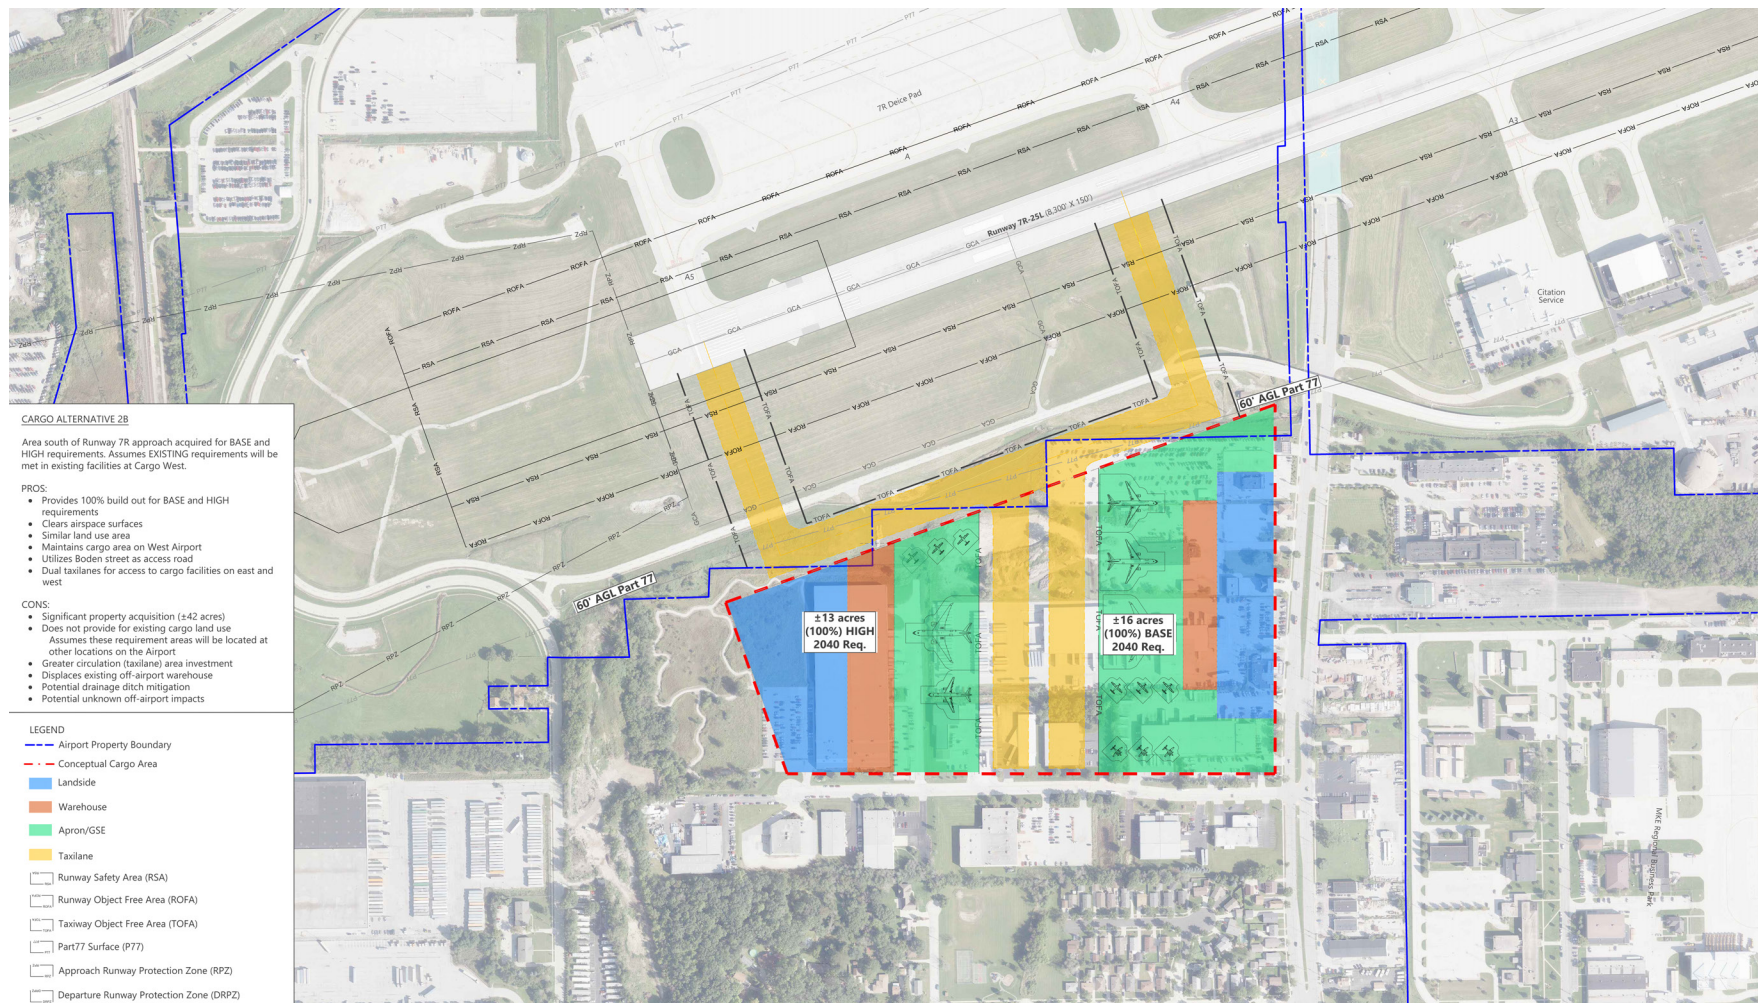 7R Deice Pad
A
A4
A3
A5
Runway 7R-25L (8,300' X 150')
Citation
Service
60' AGL Part 77
60' AGL Part 77
±13 acres
(100%) HIGH
2040 Req.
±16 acres
(100%) BASE
2040 Req.
MKE Regional Business Park
ROFA
RSA
TOFA
GCA
RPZ
P77
CARGO ALTERNATIVE 2B
Area south of Runway 7R approach acquired for BASE and
HIGH requirements. Assumes EXISTING requirements will be
met in existing facilities at Cargo West.
PROS:
• Provides 100% build out for BASE and HIGH
requirements
• Clears airspace surfaces
• Similar land use area
• Maintains cargo area on West Airport
• Utilizes Boden street as access road
• Dual taxilanes for access to cargo facilities on east and
west
CONS:
• Significant property acquisition (±42 acres)
• Does not provide for existing cargo land use
Assumes these requirement areas will be located at
other locations on the Airport
• Greater circulation (taxilane) area investment
• Displaces existing off-airport warehouse
• Potential drainage ditch mitigation
• Potential unknown off-airport impacts
LEGEND
Airport Property Boundary
Conceptual Cargo Area
Landside
Warehouse
Apron/GSE
Taxilane
Runway Safety Area (RSA)
Runway Object Free Area (ROFA)
Taxiway Object Free Area (TOFA)
Part77 Surface (P77)
Approach Runway Protection Zone (RPZ)
Departure Runway Protection Zone (DRPZ)